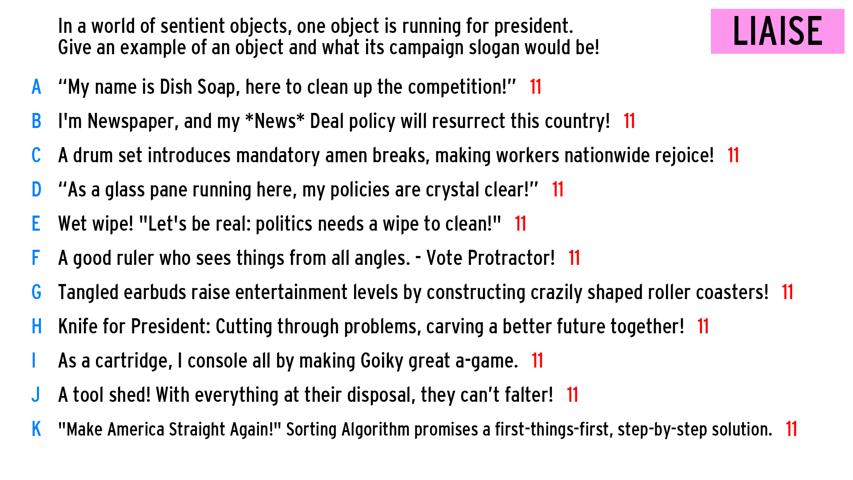 In a world of sentient objects, one object is running for president.
Give an example of an object and what its campaign slogan would be!
LIAISE
A “My name is Dish Soap, here to clean up the competition!” 11
B I'm Newspaper, and my *News* Deal policy will resurrect this country! 11
C A drum set introduces mandatory amen breaks, making workers nationwide rejoice! 11
D “As a glass pane running here, my policies are crystal clear!” 11
E Wet wipe! "Let's be real: politics needs a wipe to clean!" 11
F A good ruler who sees things from all angles. - Vote Protractor! 11
G Tangled earbuds raise entertainment levels by constructing crazily shaped roller coasters! 11
H Knife for President: Cutting through problems, carving a better future together! 11
I As a cartridge, I console all by making Goiky great a-game. 11
J A tool shed! With everything at their disposal, they can’t falter! 11
K "Make America Straight Again!" Sorting Algorithm promises a first-things-first, step-by-step solution. 11